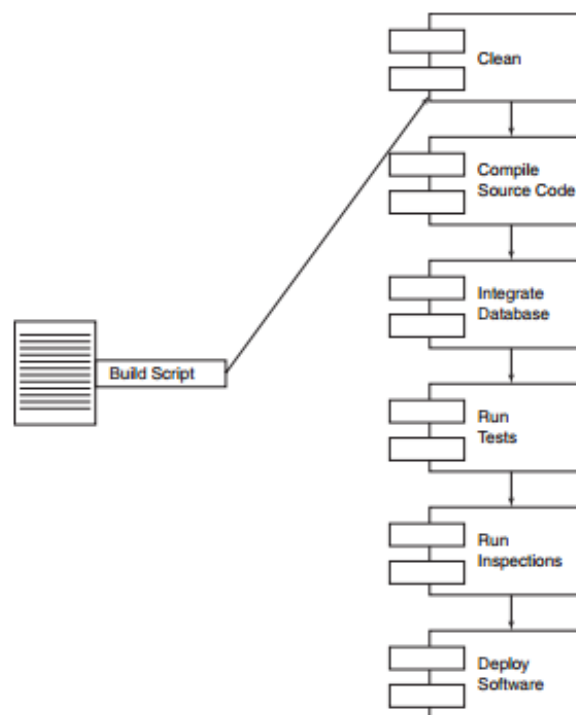 Clean
Compile
Source Code
Integrate
Database
Build Script
Run
Tests
Run
Inspections
Deploy
Software